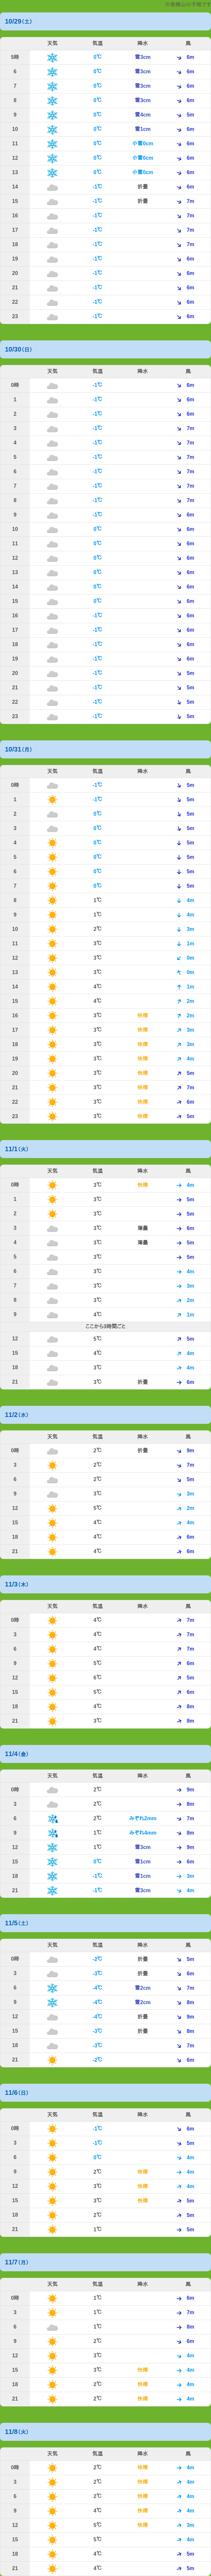 10/29(土)
天気 気温 降水 風
5時 0℃ 雪3cm 6m
6 0℃ 雪3cm 6m
7 0℃ 雪3cm 6m
8 0℃ 雪3cm 6m
9 0℃ 雪4cm 5m
10 0℃ 雪1cm 6m
11 0℃ 小雪0cm 6m
12 0℃ 小雪0cm 6m
13 0℃ 小雪0cm 6m
14 -1℃ 折曇 6m
15 -1℃ 折曇 7m
16 -1℃ 7m
17 -1℃ 7m
18 -1℃ 7m
19 -1℃ 6m
20 -1℃ 6m
21 -1℃ 6m
22 -1℃ 6m
23 -1℃ 6m
10/30(日)
天気 気温 降水 風
0時 -1℃ 6m
1 -1℃ 6m
2 -1℃ 6m
3 -1℃ 7m
4 -1℃ 7m
5 -1℃ 7m
6 -1℃ 7m
7 -1℃ 7m
8 -1℃ 7m
9 -1℃ 6m
10 0℃ 6m
11 0℃ 6m
12 0℃ 6m
13 0℃ 6m
14 0℃ 6m
15 0℃ 6m
16 -1℃ 6m
17 -1℃ 6m
18 -1℃ 6m
19 -1℃ 6m
20 -1℃ 5m
21 -1℃ 5m
22 -1℃ 5m
23 -1℃ 5m
10/31(月)
天気 気温 降水 風
0時 -1℃ 5m
1 -1℃ 5m
2 0℃ 5m
3 0℃ 5m
4 0℃ 5m
5 0℃ 5m
6 0℃ 5m
7 0℃ 5m
8 1℃ 4m
9 1℃ 4m
10 2℃ 3m
11 3℃ 1m
12 3℃ 0m
13 3℃ 0m
14 4℃ 1m
15 4℃ 2m
16 3℃ 快晴 2m
17 3℃ 快晴 3m
18 3℃ 快晴 3m
19 3℃ 快晴 4m
20 3℃ 快晴 5m
21 3℃ 快晴 7m
22 3℃ 快晴 6m
23 3℃ 快晴 5m
11/1(火)
天気 気温 降水 風
0時 3℃ 快晴 4m
1 3℃ 5m
2 3℃ 5m
3 3℃ 薄曇 6m
4 3℃ 薄曇 5m
5 3℃ 5m
6 3℃ 4m
7 3℃ 3m
8 3℃ 2m
9 4℃ 1m
ここから3時間ごと
12 5℃ 5m
15 4℃ 4m
18 3℃ 4m
21 3℃ 折曇 6m
11/2(水)
天気 気温 降水 風
0時 2℃ 折曇 9m
3 2℃ 7m
6 2℃ 5m
9 3℃ 3m
12 5℃ 2m
15 4℃ 4m
18 4℃ 6m
21 4℃ 6m
11/3(木)
天気 気温 降水 風
0時 4℃ 7m
3 4℃ 7m
6 4℃ 7m
9 5℃ 6m
12 6℃ 5m
15 5℃ 6m
18 4℃ 8m
21 3℃ 8m
11/4(金)
天気 気温 降水 風
0時 2℃ 9m
3 2℃ 8m
6 2℃ みぞれ2mm 7m
9 1℃ みぞれ4mm 8m
12 1℃ 雪3cm 9m
15 0℃ 雪1cm 6m
18 -1℃ 雪1cm 3m
21 -1℃ 雪3cm 4m
11/5(土)
天気 気温 降水 風
0時 -2℃ 折曇 5m
3 -3℃ 折曇 6m
6 -4℃ 雪2cm 7m
9 -4℃ 雪2cm 8m
12 -4℃ 折曇 9m
15 -3℃ 折曇 8m
18 -3℃ 7m
21 -2℃ 6m
11/6(日)
天気 気温 降水 風
0時 -1℃ 6m
3 -1℃ 5m
6 0℃ 4m
9 2℃ 快晴 4m
12 3℃ 快晴 4m
15 3℃ 快晴 5m
18 2℃ 5m
21 1℃ 5m
11/7(月)
天気 気温 降水 風
0時 1℃ 6m
3 1℃ 7m
6 1℃ 8m
9 2℃ 6m
12 3℃ 4m
15 3℃ 快晴 4m
18 2℃ 快晴 4m
21 2℃ 快晴 4m
11/8(火)
天気 気温 降水 風
0時 2℃ 快晴 4m
3 2℃ 快晴 4m
6 2℃ 快晴 4m
9 4℃ 快晴 4m
12 5℃ 快晴 3m
15 5℃ 4m
18 4℃ 5m
21 4℃ 5m